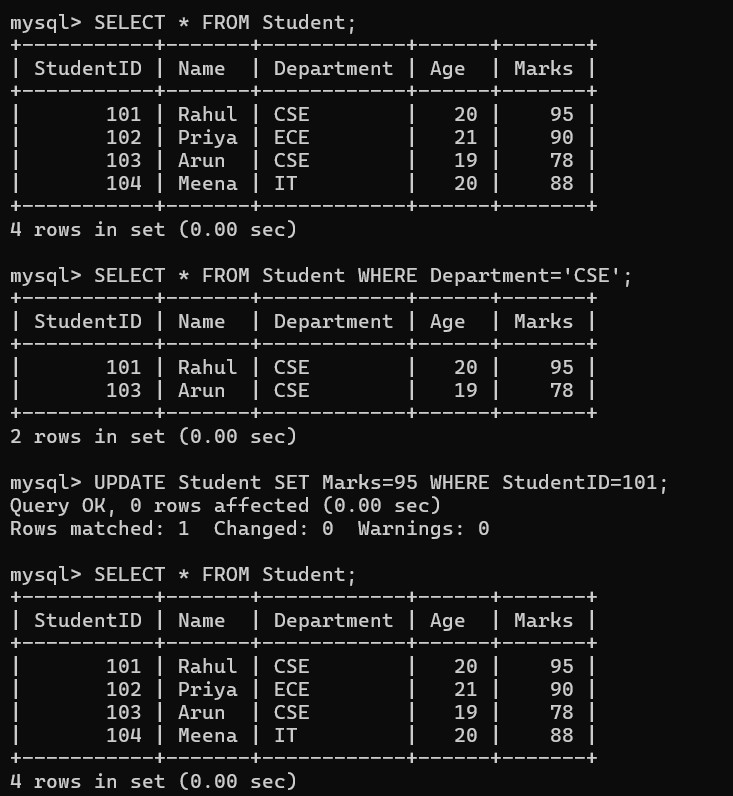 mysql> SELECT * FROM Student;
+-----------+-------+------------+------+-------+
| StudentID | Name  | Department | Age  | Marks |
+-----------+-------+------------+------+-------+
|       101 | Rahul | CSE        |   20 |    95 |
|       102 | Priya | ECE        |   21 |    90 |
|       103 | Arun  | CSE        |   19 |    78 |
|       104 | Meena | IT         |   20 |    88 |
+-----------+-------+------------+------+-------+
4 rows in set (0.00 sec)

mysql> SELECT * FROM Student WHERE Department='CSE';
+-----------+-------+------------+------+-------+
| StudentID | Name  | Department | Age  | Marks |
+-----------+-------+------------+------+-------+
|       101 | Rahul | CSE        |   20 |    95 |
|       103 | Arun  | CSE        |   19 |    78 |
+-----------+-------+------------+------+-------+
2 rows in set (0.00 sec)

mysql> UPDATE Student SET Marks=95 WHERE StudentID=101;
Query OK, 0 rows affected (0.00 sec)
Rows matched: 1  Changed: 0  Warnings: 0

mysql> SELECT * FROM Student;
+-----------+-------+------------+------+-------+
| StudentID | Name  | Department | Age  | Marks |
+-----------+-------+------------+------+-------+
|       101 | Rahul | CSE        |   20 |    95 |
|       102 | Priya | ECE        |   21 |    90 |
|       103 | Arun  | CSE        |   19 |    78 |
|       104 | Meena | IT         |   20 |    88 |
+-----------+-------+------------+------+-------+
4 rows in set (0.00 sec)